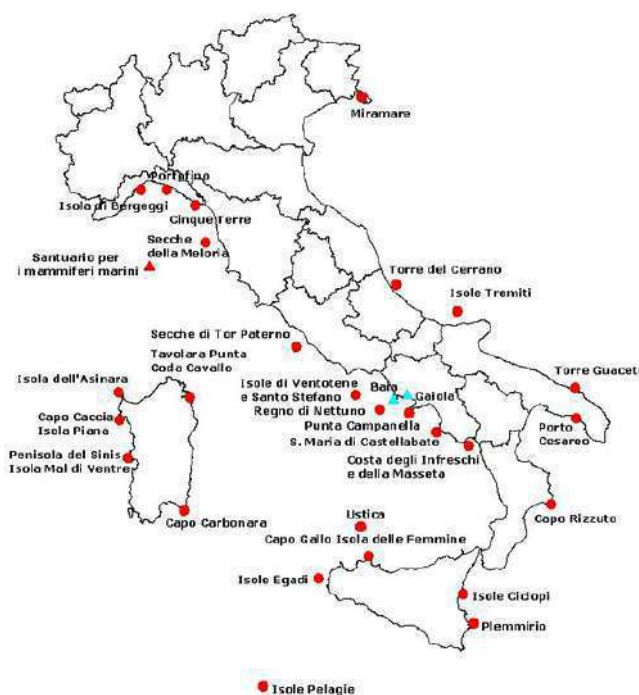 Miramare
Portofino
Isola di Bergeggi
Cinque Terre
Secche
della Meloria
Santuario per
i mammiferi marini
Torre del Cerrano
Isole Tremiti
Secche di Tor Paterno
Tavolara Punta
Coda Cavallo
Isola dell'Asinara
Isole di Ventotene
e Santo Stefano
Baia
Gaiola
Torre Guaceto
Regno di Nettuno
Capo Caccia
Isola Piana
Punta Campanella
Porto
Cesareo
S. Maria di Castellabate
Penisola del Sinis
Isola Mal di Ventre
Costa degli Infreschi
e della Masseta
Capo Carbonara
Ustica
Capo Rizzuto
Capo Gallo Isola delle Femmine
Isole Egadi
Isole Ciclopi
Plemmirio
Isole Pelagie